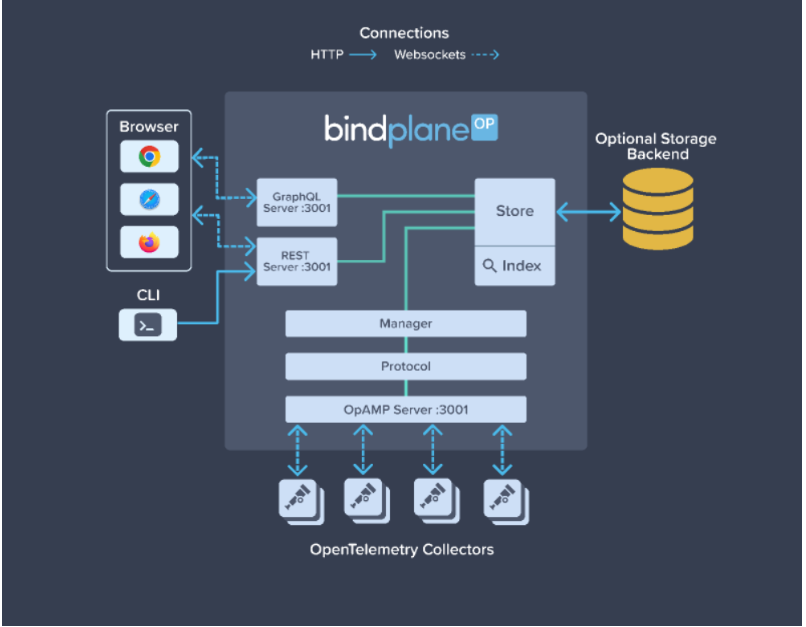 Connections
HTTP
Websockets
bindplane OP
Browser
Optional Storage
Backend
GraphQL
Server :3001
Store
REST
Server :3001
Index
CLI
Manager
Protocol
OpAMP Server :3001
OpenTelemetry Collectors